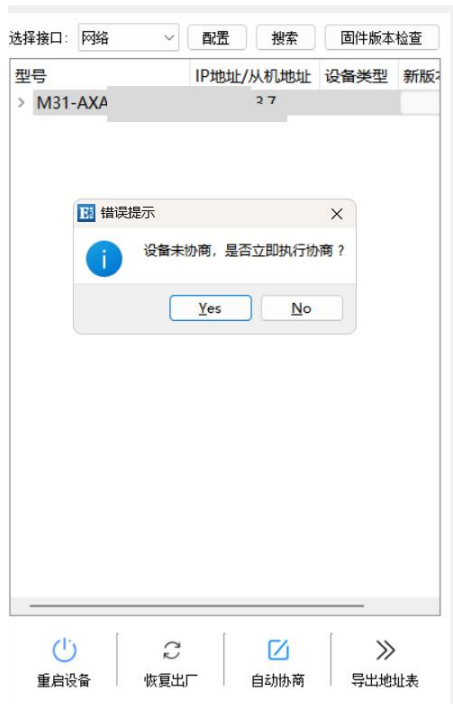 选择接口: 网络 配置 搜索 固件版本检查
型号 IP地址/从机地址 设备类型 新版
M31-AXA
错误提示
设备未协商，是否立即执行协商？
Yes No
重启设备 恢复出厂 自动协商 导出地址表